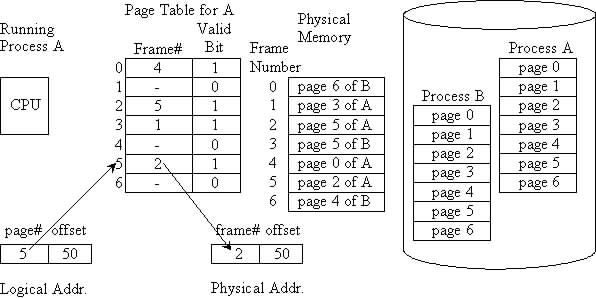 Page Table for A
Running
Process A
Valid
Frame# Bit
Physical
Memory
Frame
Number
CPU
0 4 1
1 - 0
2 5 1
3 1 1
4 - 0
5 2 1
6 - 0
0 page 6 of B
1 page 3 of A
2 page 5 of A
3 page 5 of B
4 page 0 of A
5 page 2 of A
6 page 4 of B
Process B
page 0
page 1
page 2
page 3
page 4
page 5
page 6
Process A
page 0
page 1
page 2
page 3
page 4
page 5
page 6
page# offset
5 50
Logical Addr.
frame# offset
2 50
Physical Addr.